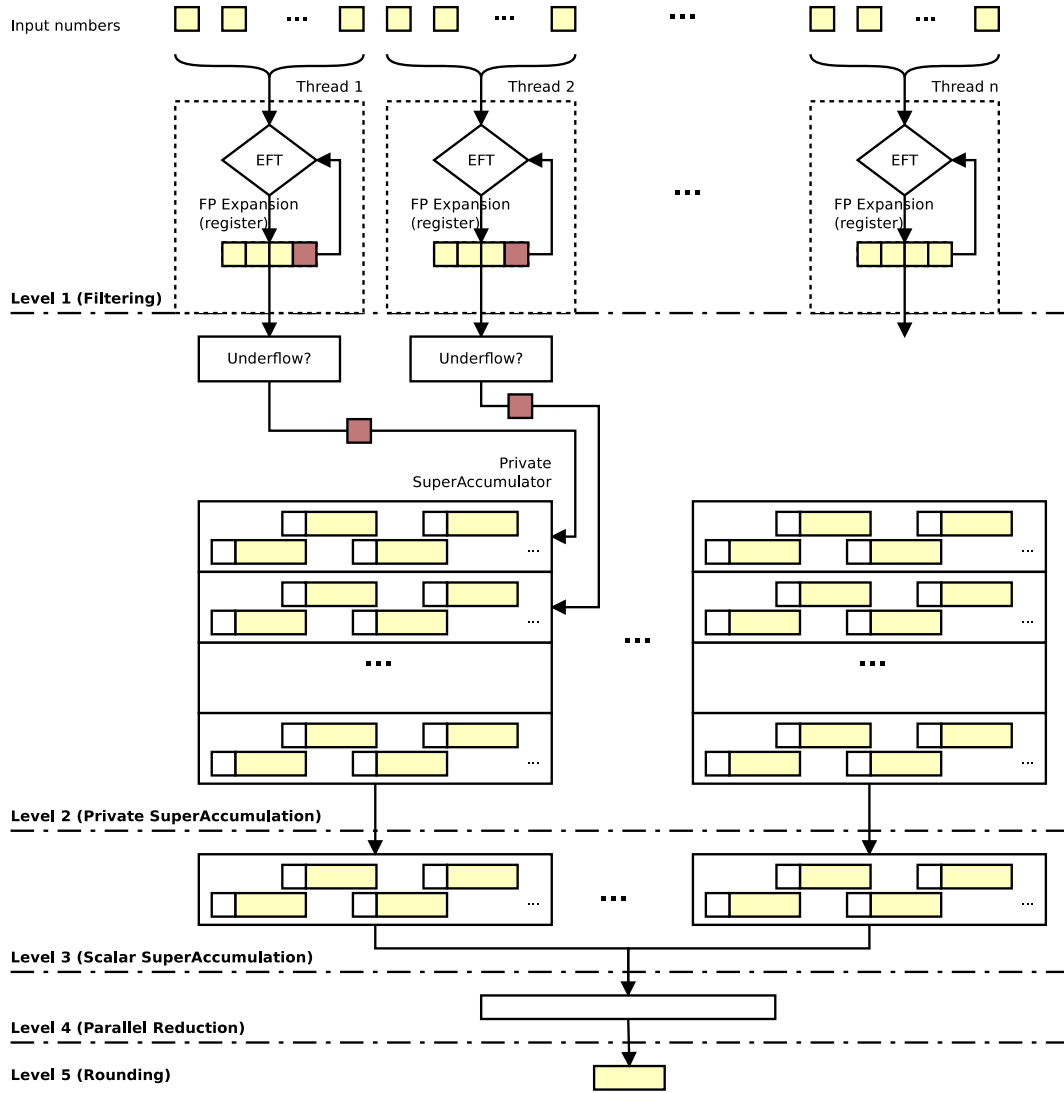 Input numbers
...
...
...
...
Thread 1
Thread 2
Thread n
EFT
EFT
EFT
...
FP Expansion
(register)
FP Expansion
(register)
FP Expansion
(register)
Level 1 (Filtering)
Underflow?
Underflow?
Private
SuperAccumulator
...
...
...
...
...
...
...
...
...
Level 2 (Private SuperAccumulation)
...
...
...
Level 3 (Scalar SuperAccumulation)
Level 4 (Parallel Reduction)
Level 5 (Rounding)